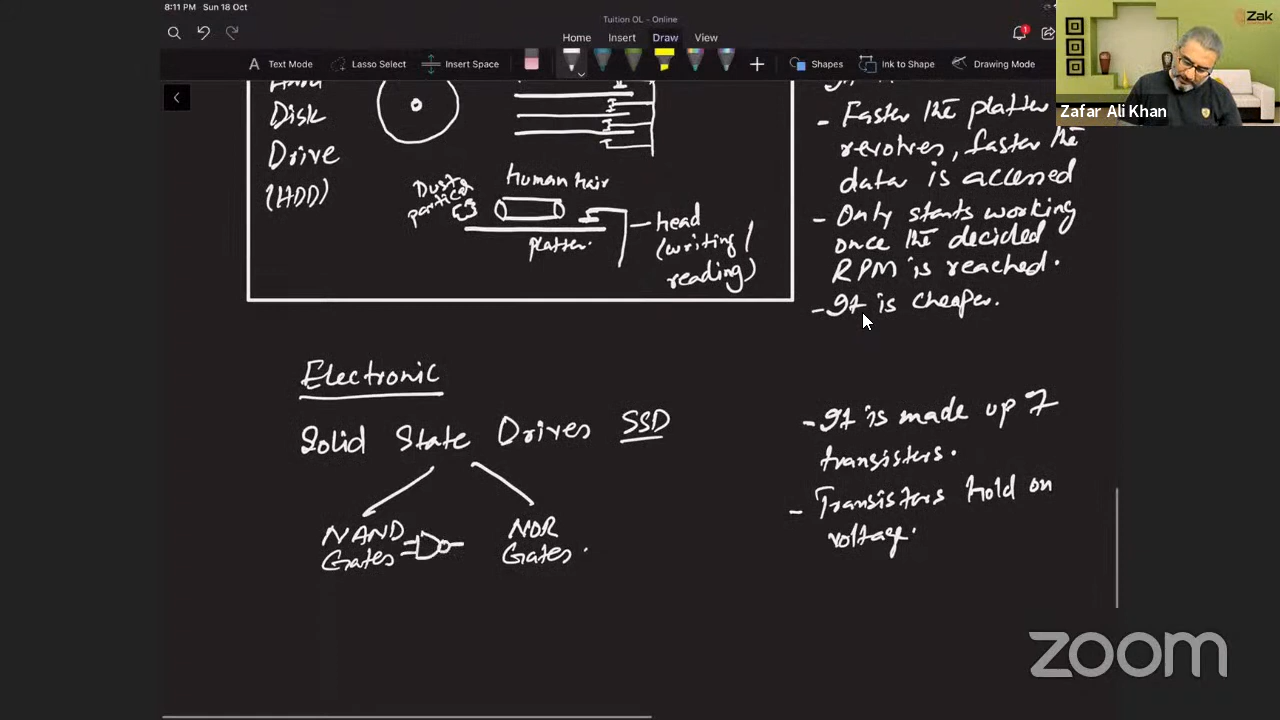 8:11 PM Sun 18 Oct
Tuition OL - Online
Home Insert Draw View
Text Mode Lasso Select Insert Space Shapes Ink to Shape Drawing Mode
Zak
Zafar Ali Khan
Hard
Disk
Drive
(HDD)
Dust
particle
Human hair
platter.
head
(writing/
reading)
- Faster the platter
revolves, faster the
data is accessed
- Only starts working
once the decided
RPM is reached.
- It is cheaper.
Electronic
Solid State Drives SSD
NAND
Gates
NOR
Gates.
- It is made up of
transisters.
- Transistors hold on
voltage.
zoom